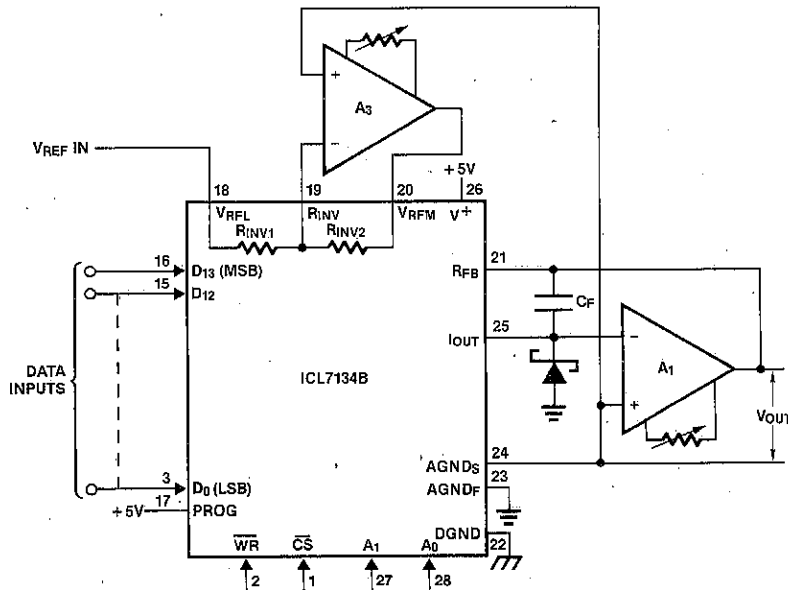 +
A3
−
VREF IN
+5V
18
19
20
26
VRFL
RINV
VRFM
V+
RINV1
RINV2
16
D13 (MSB)
15
D12
RFB
21
CF
IOUT
25
−
A1
+
DATA
INPUTS
ICL7134B
VOUT
3
D0 (LSB)
+5V
17
PROG
AGNDS
24
AGNDF
23
DGND
22
WR
CS
A1
A0
2
1
27
28